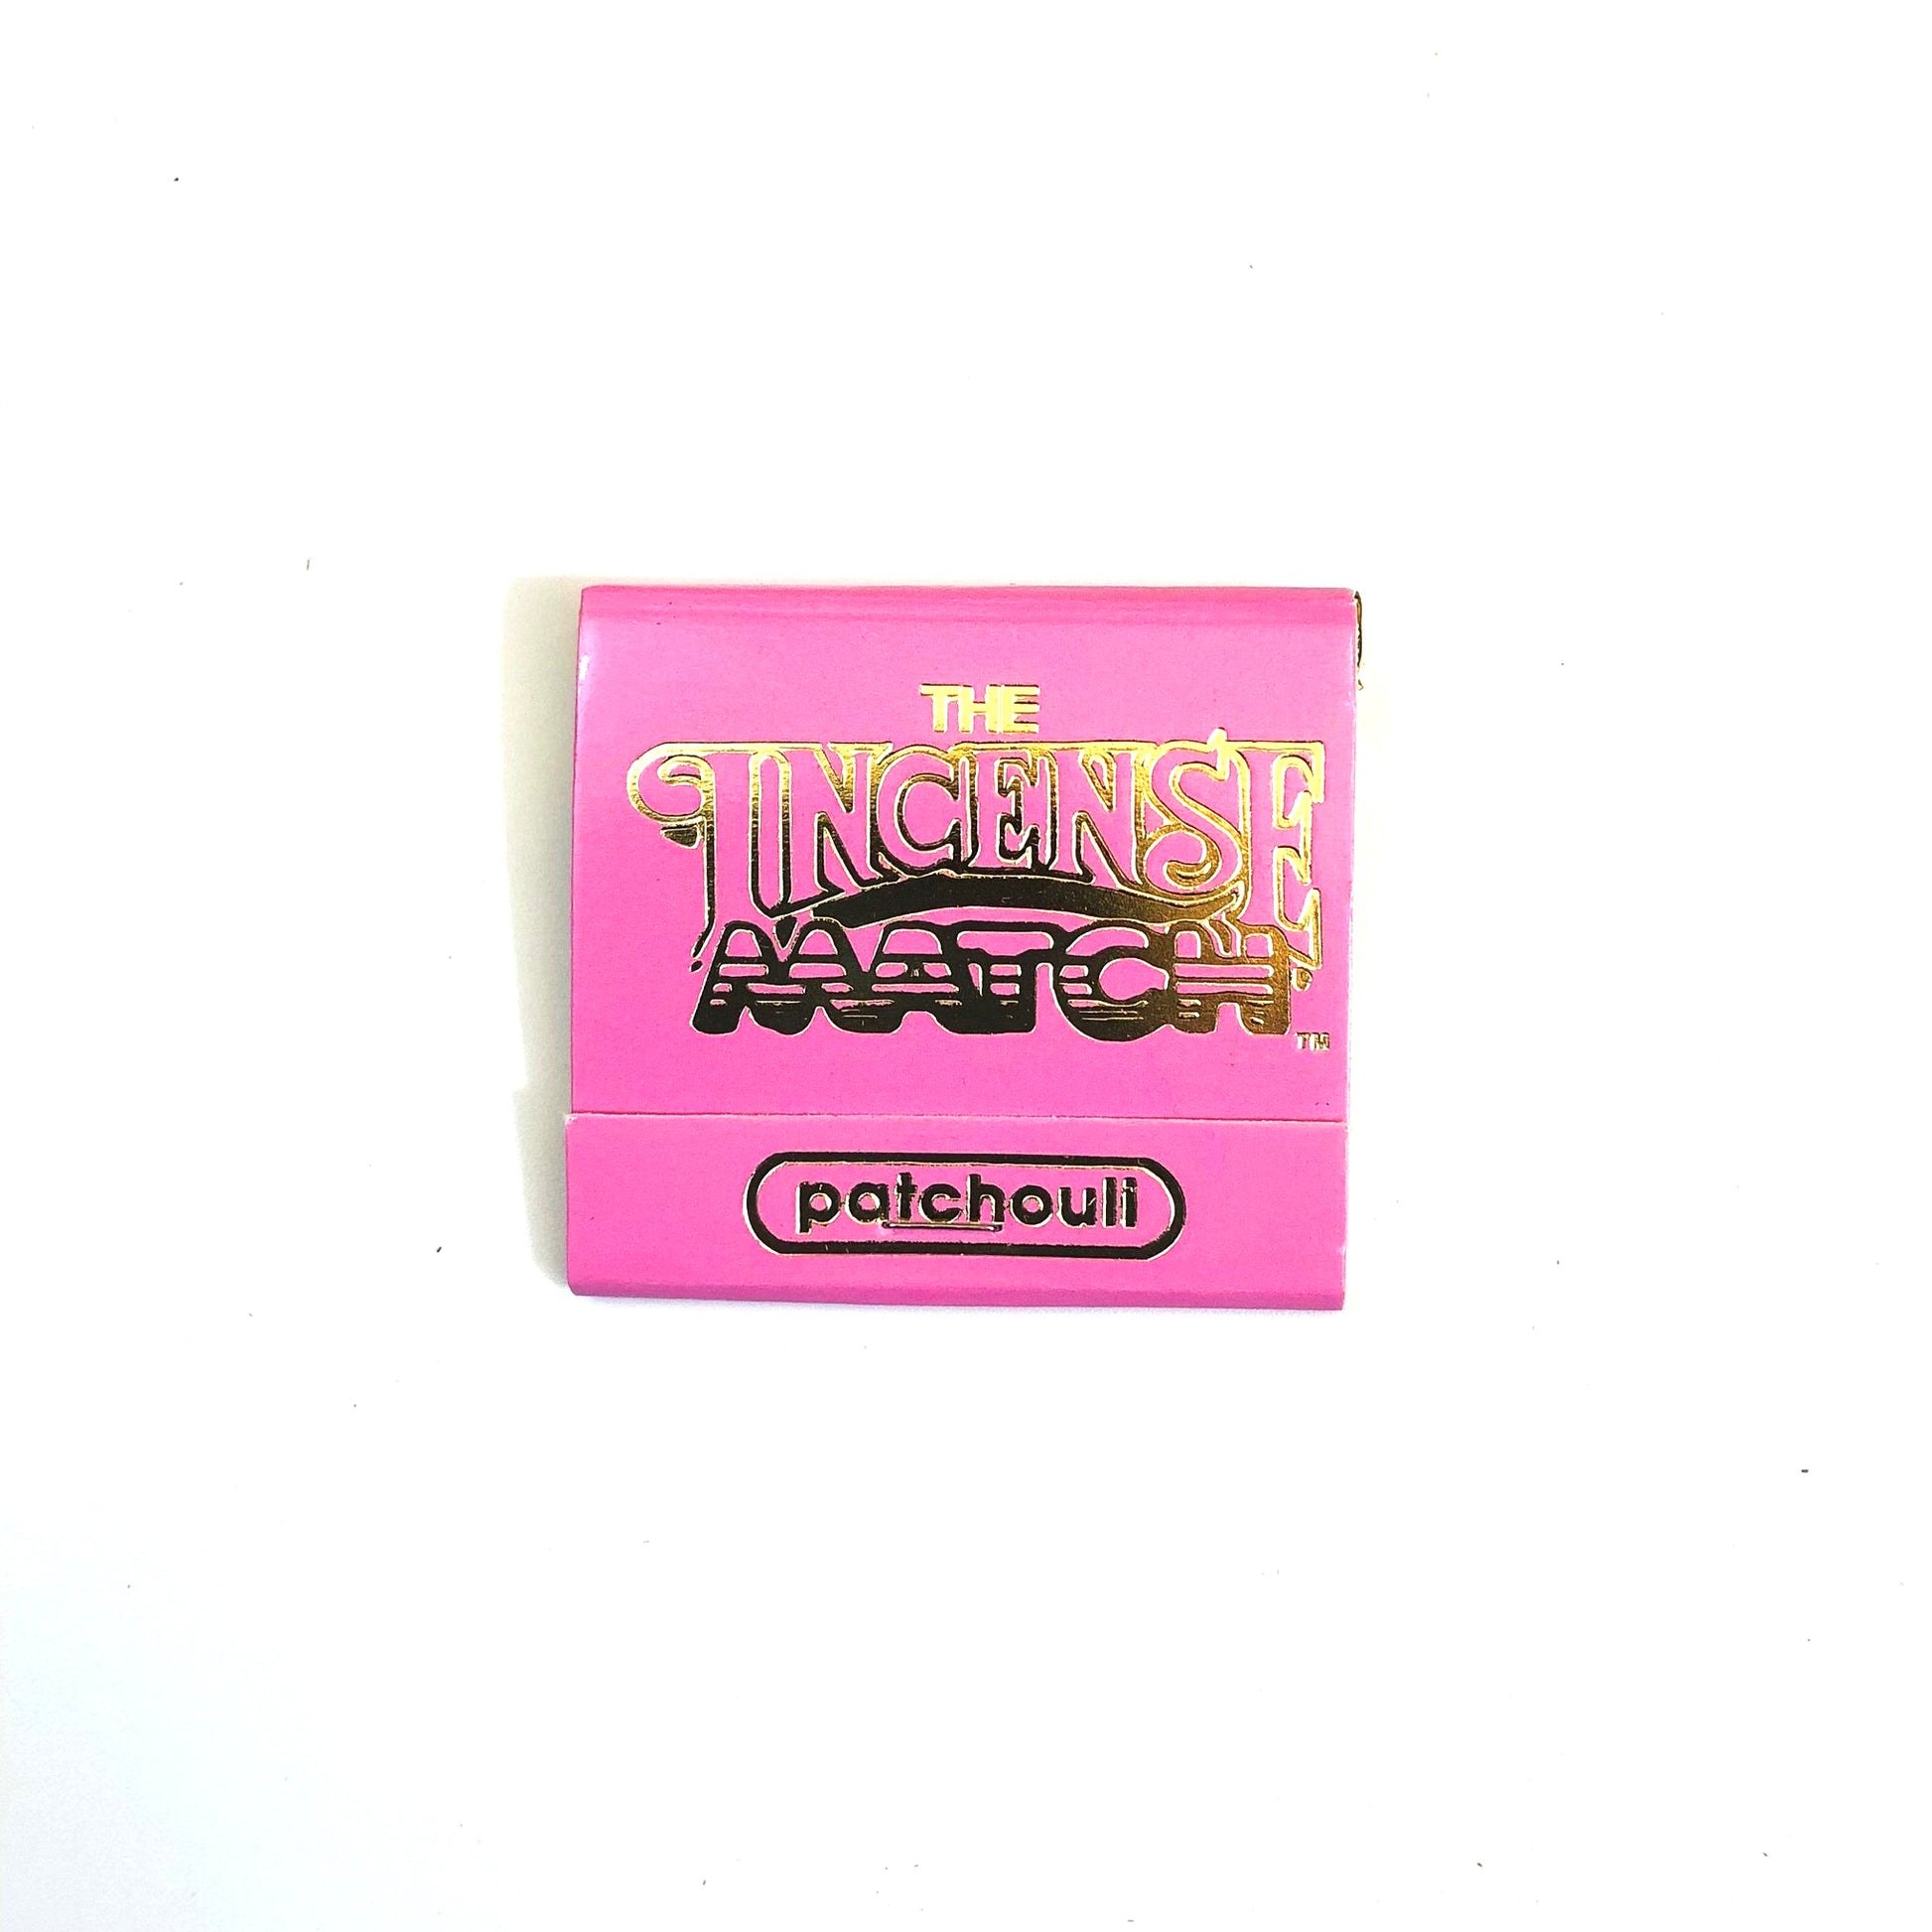 THE
INCENSE
MATCH
TM
patchouli